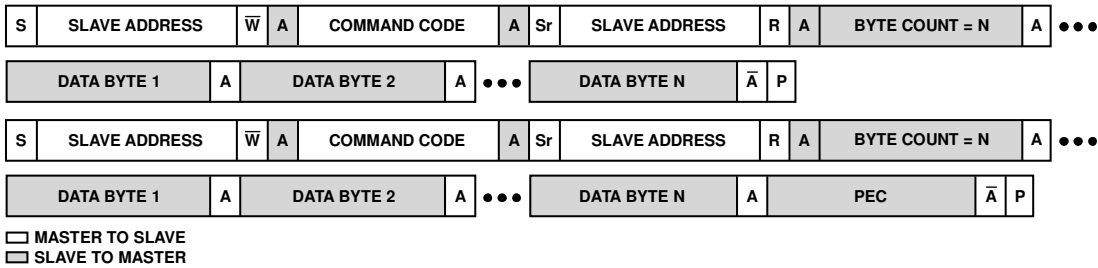 S SLAVE ADDRESS W̅ A COMMAND CODE A Sr SLAVE ADDRESS R A BYTE COUNT = N A •••
DATA BYTE 1 A DATA BYTE 2 A ••• DATA BYTE N A̅ P
S SLAVE ADDRESS W̅ A COMMAND CODE A Sr SLAVE ADDRESS R A BYTE COUNT = N A •••
DATA BYTE 1 A DATA BYTE 2 A ••• DATA BYTE N A PEC A̅ P
MASTER TO SLAVE
SLAVE TO MASTER